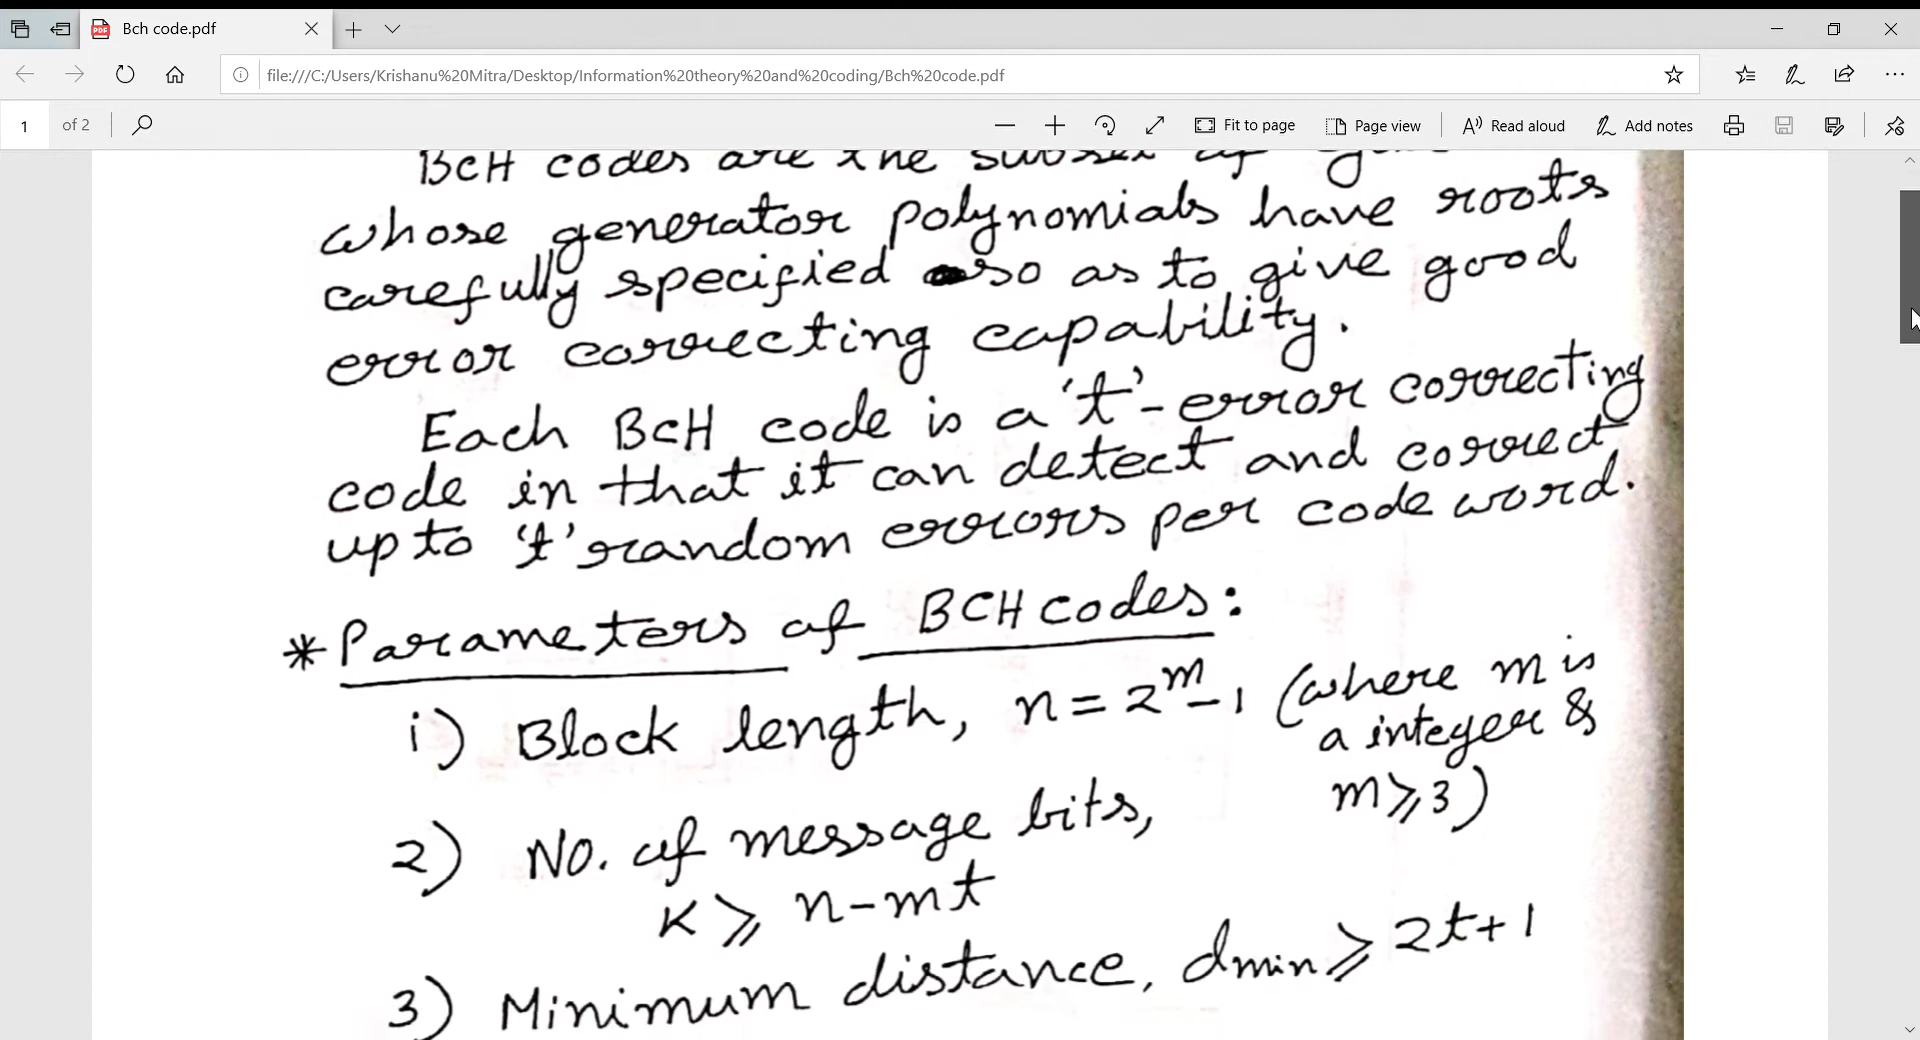 Bch code.pdf
file:///C:/Users/Krishanu%20Mitra/Desktop/Information%20theory%20and%20coding/Bch%20code.pdf
1 of 2
Fit to page
Page view
Read aloud
Add notes
BCH codes are the subset of
whose generator polynomials have roots
carefully specified so as to give good
error correcting capability.
Each BCH code is a 't'-error correcting
code in that it can detect and correct
up to 't' random errors per code word.
* Parameters of BCH codes:
i) Block length, n = 2^m - 1 (where m is
a integer &
m ⩾ 3)
2) No. of message bits,
K ⩾ n-mt
3) Minimum distance, dmin ⩾ 2t+1